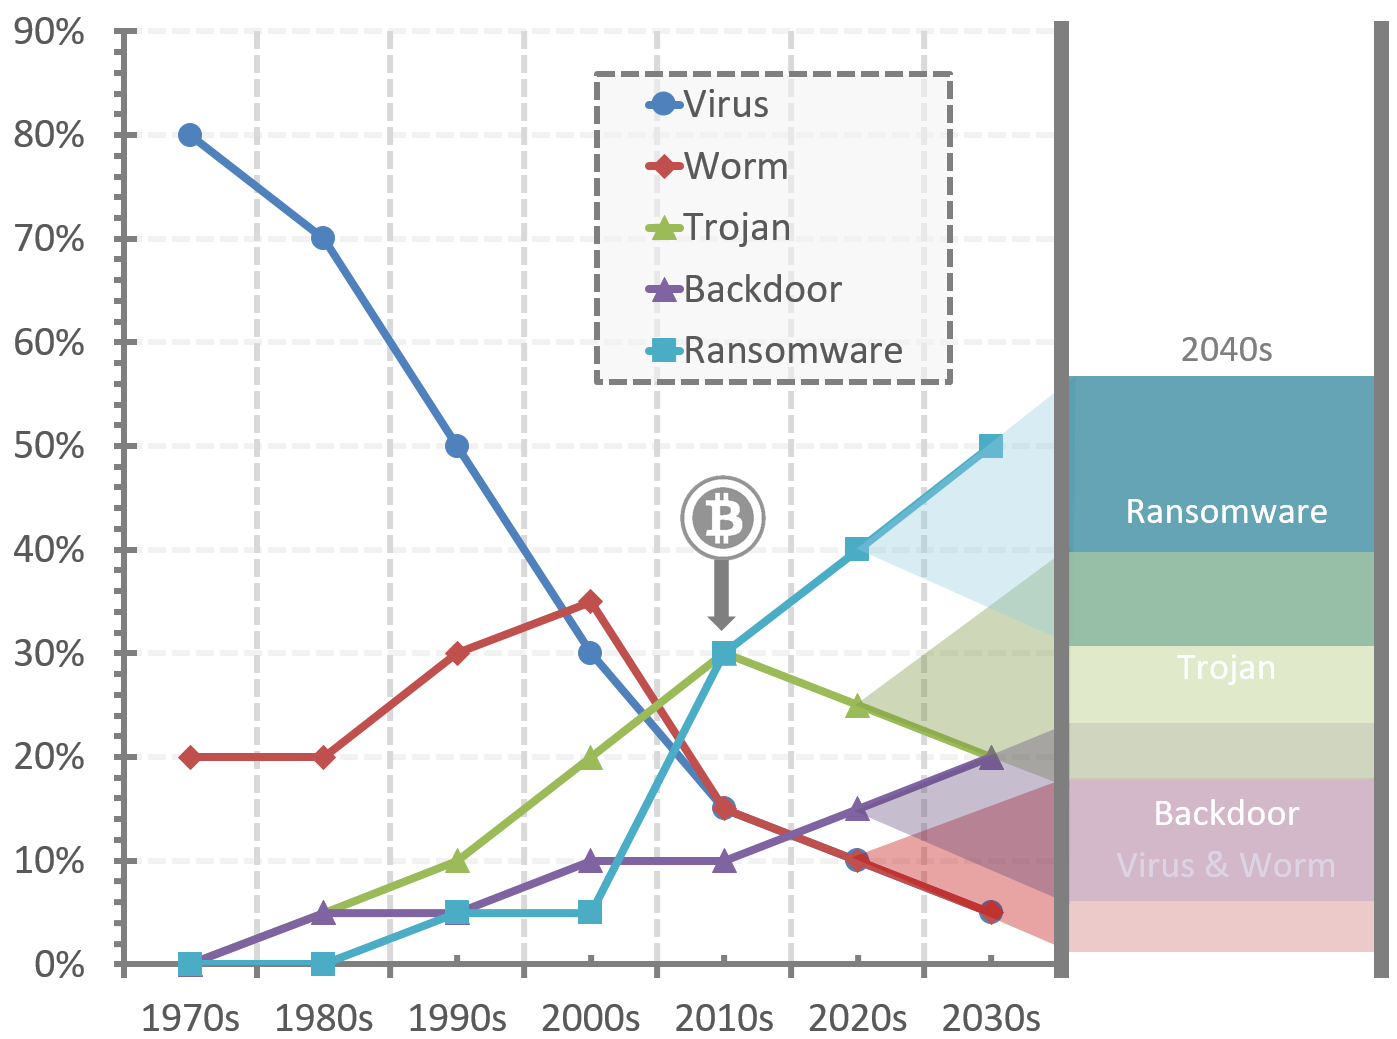 90%
80%
70%
60%
50%
40%
30%
20%
10%
0%
1970s 1980s 1990s 2000s 2010s 2020s 2030s
Virus
Worm
Trojan
Backdoor
Ransomware
2040s
Ransomware
Trojan
Backdoor
Virus & Worm